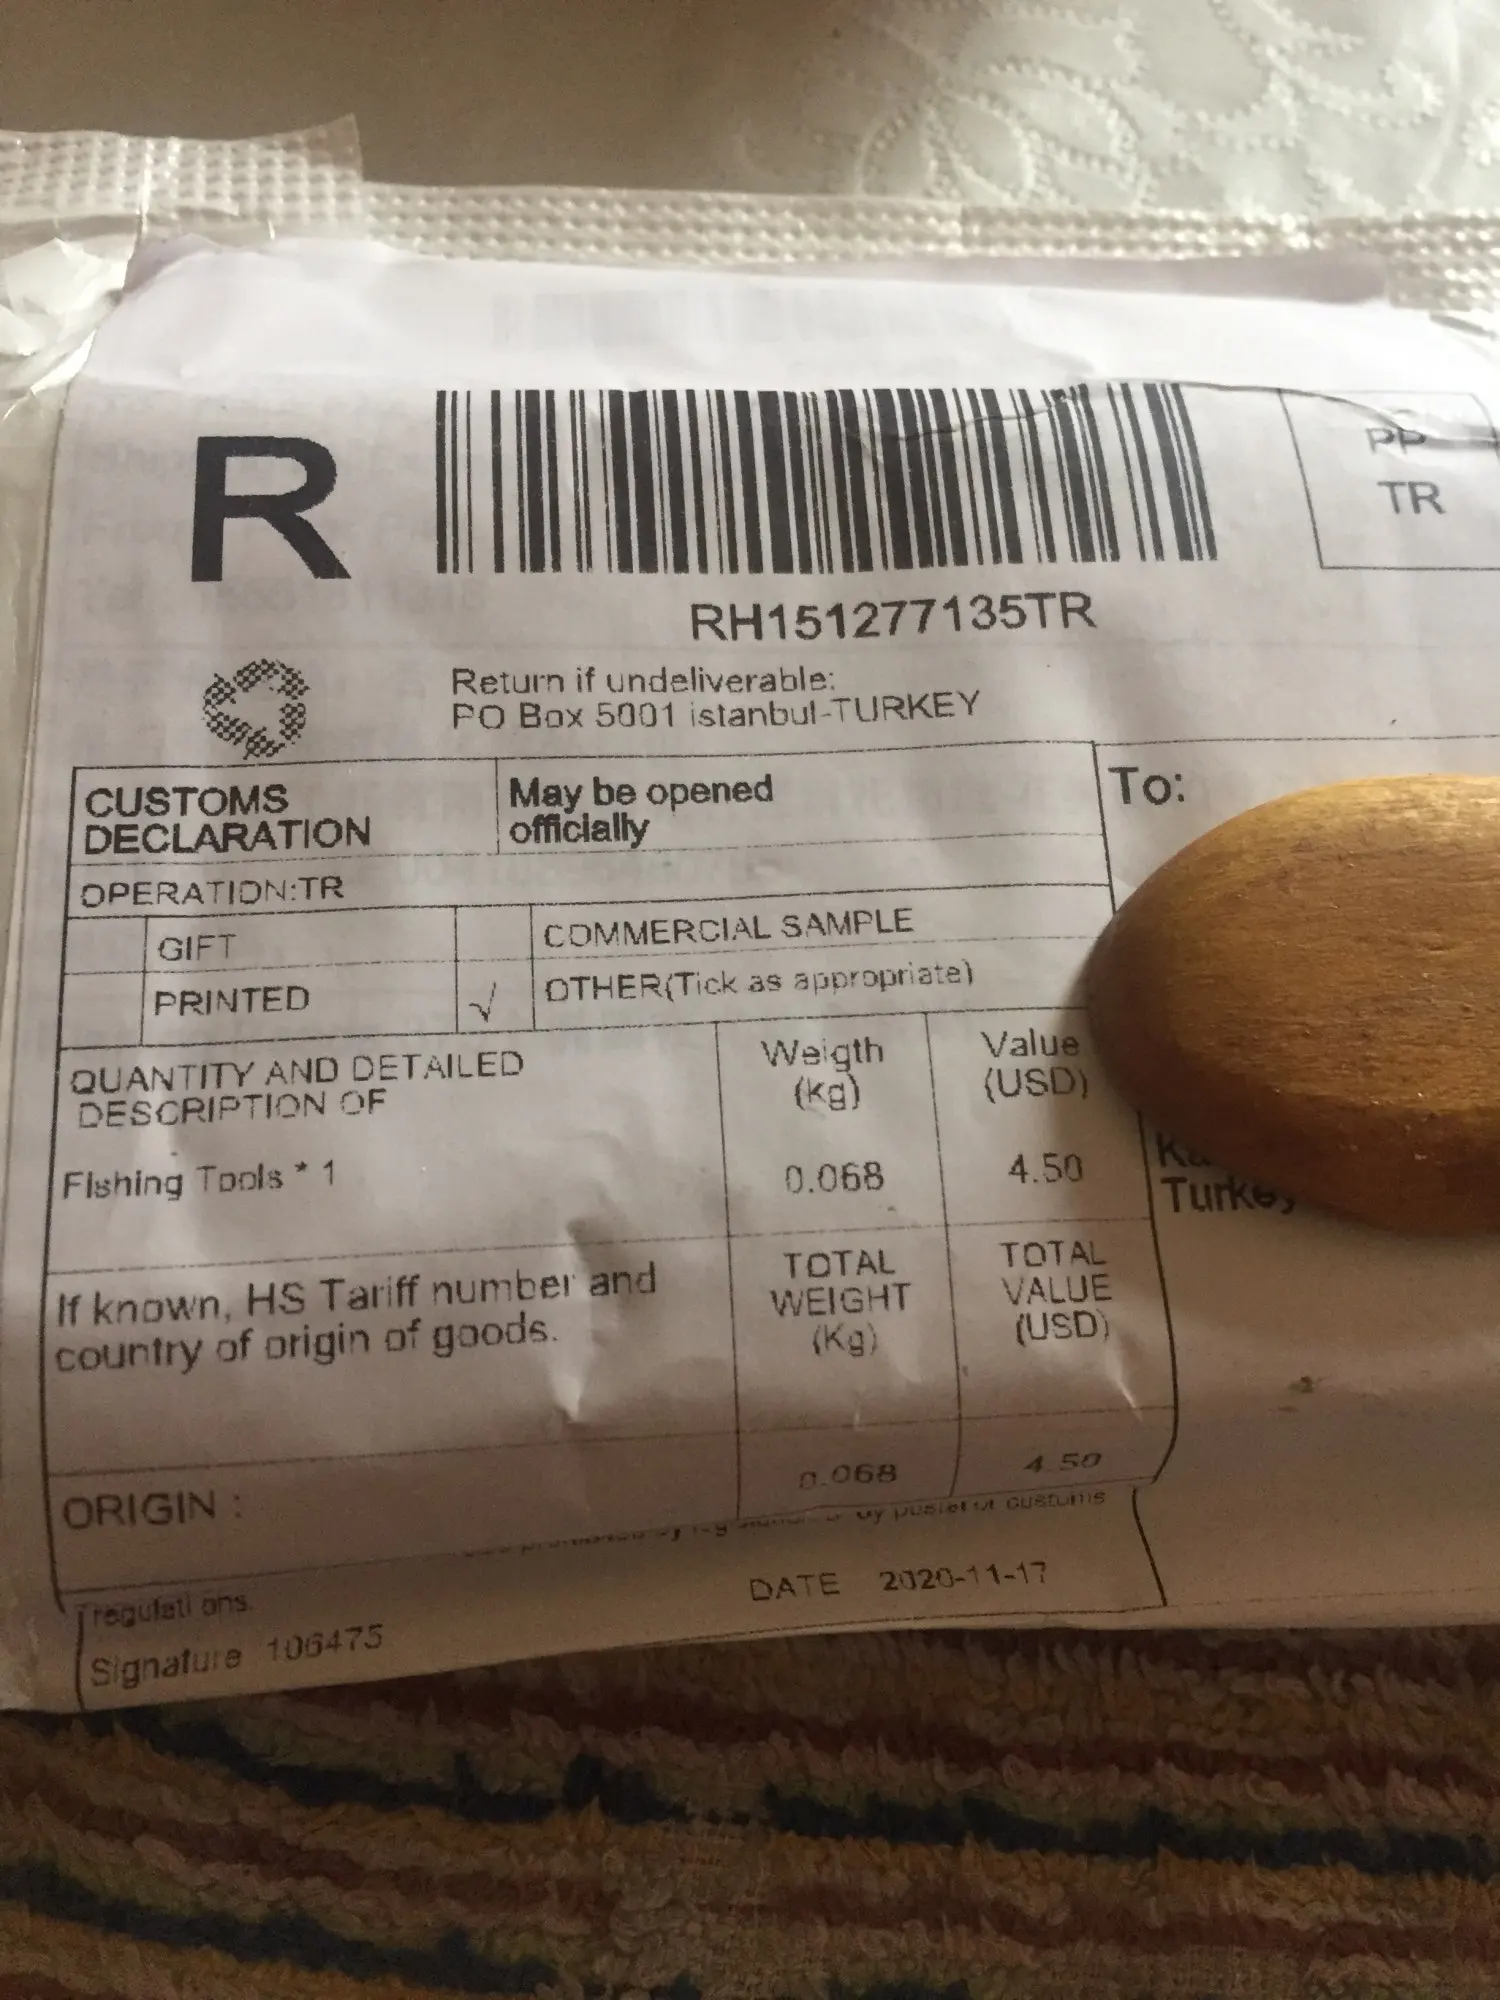 R
PP
TR
RH151277135TR
Return if undeliverable:
PO Box 5001 istanbul-TURKEY
CUSTOMS
DECLARATION
May be opened
officially
To:
OPERATION:TR
GIFT
COMMERCIAL SAMPLE
PRINTED
√
OTHER(Tick as appropriate)
QUANTITY AND DETAILED
DESCRIPTION OF
Weigth
(kg)
Value
(USD)
Fishing Tools * 1
0.068
4.50
Turkey
If known, HS Tariff number and
country of origin of goods.
TOTAL
WEIGHT
(Kg)
TOTAL
VALUE
(USD)
0.068
4.50
ORIGIN :
customs
regulations.
DATE 2020-11-17
Signature 106475